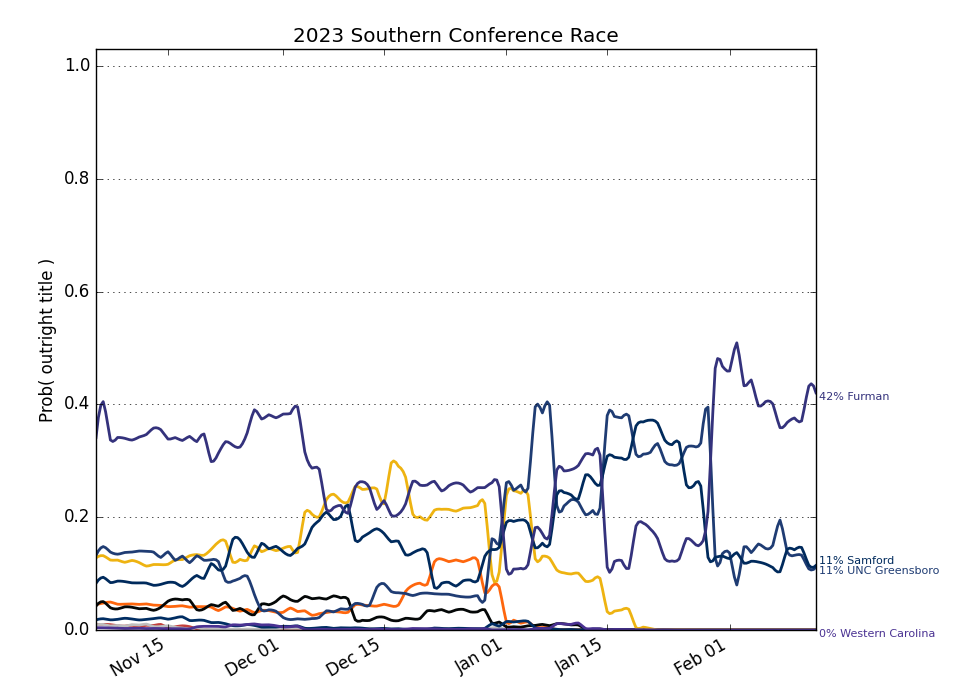 2023 Southern Conference Race
Prob( outright title )
1.0
0.8
0.6
0.4
0.2
0.0
42% Furman
11% Samford
11% UNC Greensboro
0% Western Carolina
Nov 15
Dec 01
Dec 15
Jan 01
Jan 15
Feb 01